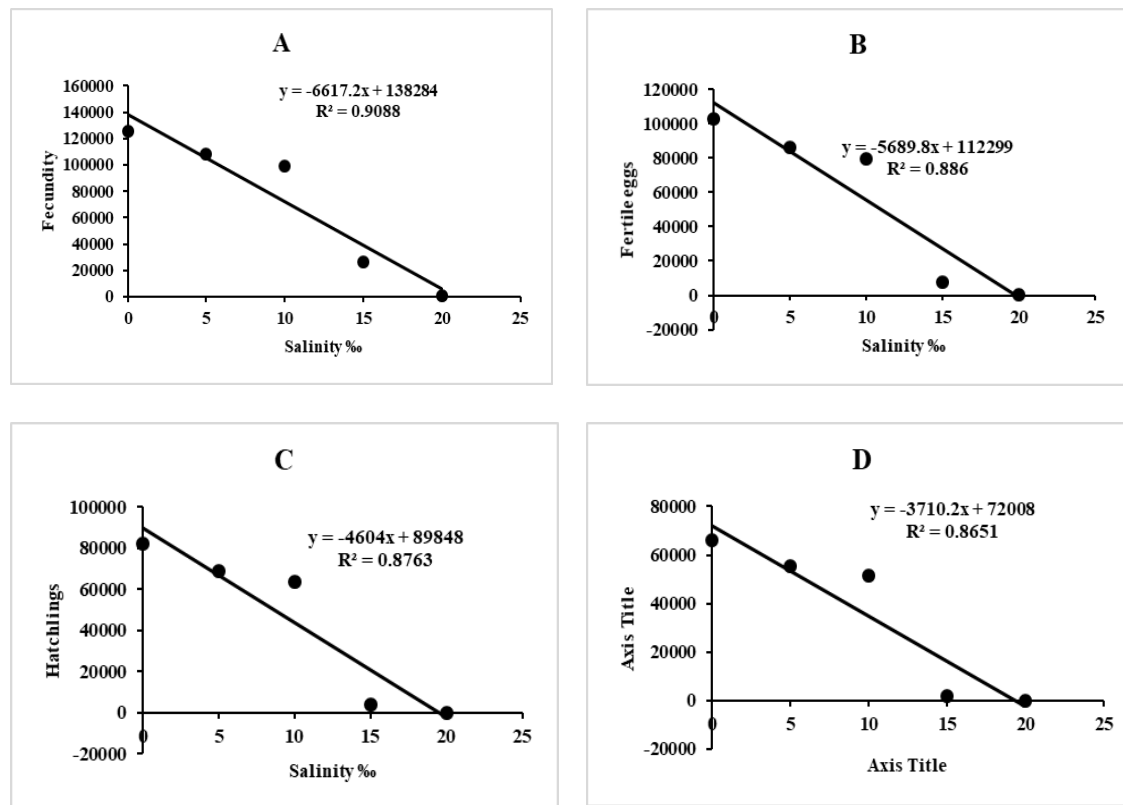 A
y = -6617.2x + 138284
R² = 0.9088
Fecundity
160000
140000
120000
100000
80000
60000
40000
20000
0
0 5 10 15 20 25
Salinity ‰
B
y = -5689.8x + 112299
R² = 0.886
Fertile eggs
120000
100000
80000
60000
40000
20000
0
-20000
0 5 10 15 20 25
Salinity ‰
C
y = -4604x + 89848
R² = 0.8763
Hatchlings
100000
80000
60000
40000
20000
0
-20000
0 5 10 15 20 25
Salinity ‰
D
y = -3710.2x + 72008
R² = 0.8651
Axis Title
80000
60000
40000
20000
0
-20000
0 5 10 15 20 25
Axis Title